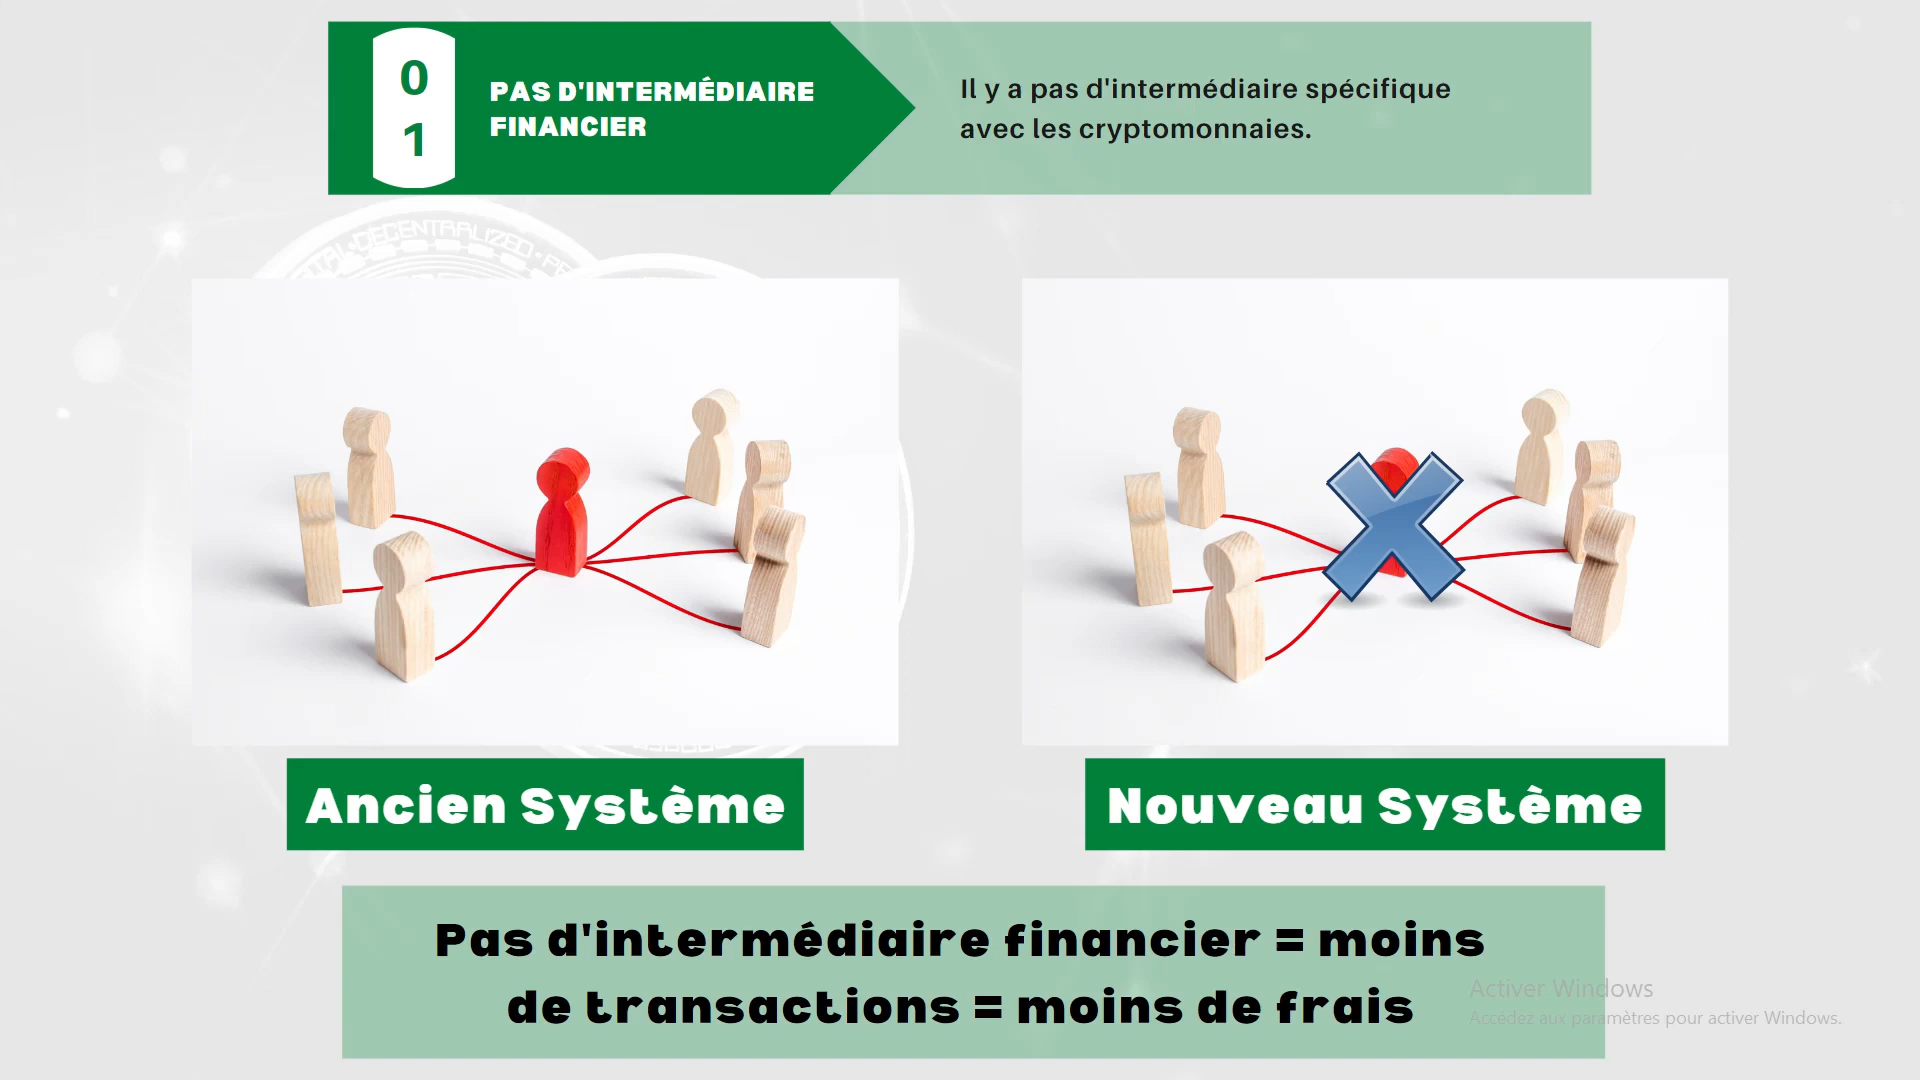 0
1
PAS D'INTERMÉDIAIRE
FINANCIER
Il y a pas d'intermédiaire spécifique
avec les cryptomonnaies.
DECENTRALIZED
Ancien Système
Nouveau Système
Pas d'intermédiaire financier = moins
de transactions = moins de frais
Activer Windows
Accédez aux paramètres pour activer Windows.